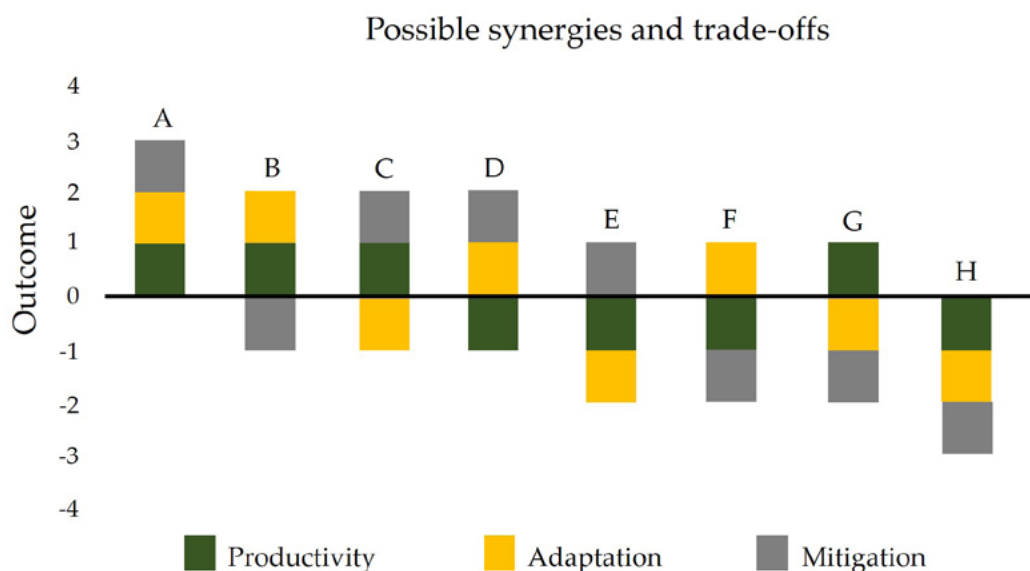 Possible synergies and trade-offs
4
A
3
B
C
D
2
E
F
G
1
H
0
-1
-2
-3
-4
Outcome
Productivity
Adaptation
Mitigation